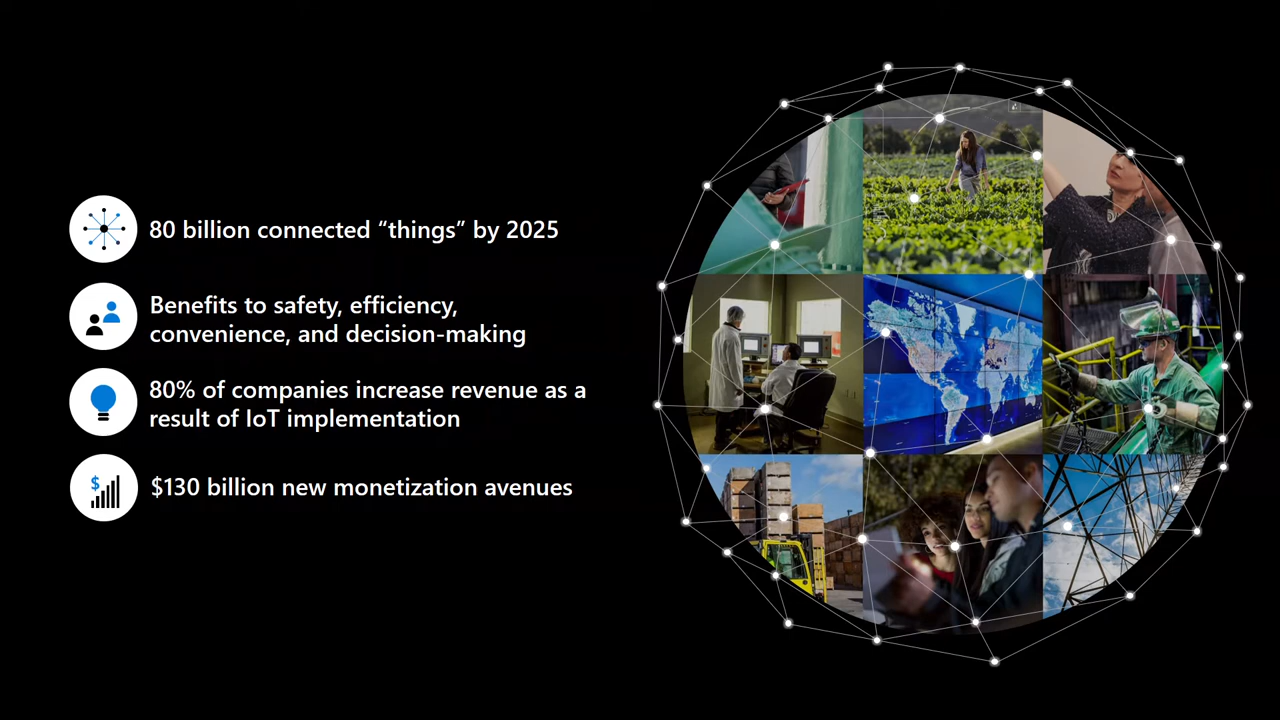 80 billion connected “things” by 2025
Benefits to safety, efficiency,
convenience, and decision-making
80% of companies increase revenue as a
result of IoT implementation
$
$130 billion new monetization avenues